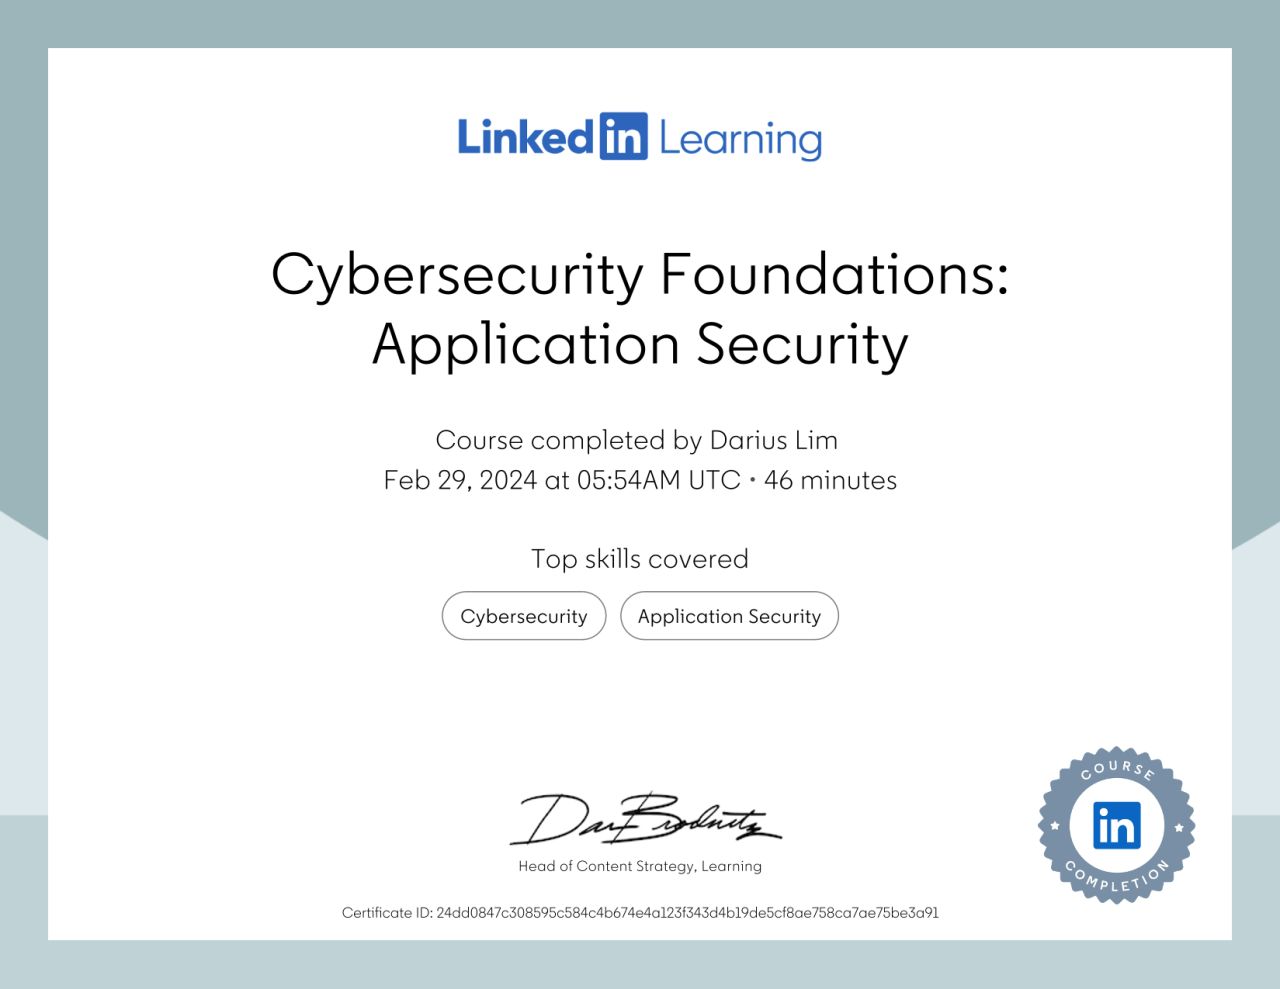 Linked in Learning
Cybersecurity Foundations:
Application Security
Course completed by Darius Lim
Feb 29, 2024 at 05:54AM UTC • 46 minutes
Top skills covered
Cybersecurity Application Security
Dan Brodnitz
Head of Content Strategy, Learning
COURSE
in
COMPLETION
Certificate ID: 24dd0847c308595c584c4b674e4a123f343d4b19de5cf8ae758ca7ae75be3a91